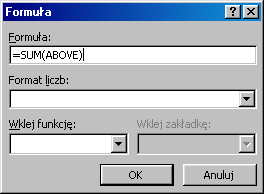 Formuła
Formuła:
=SUM(ABOVE)
Format liczb:
Wklej funkcję: Wklej zakładkę:
OK Anuluj